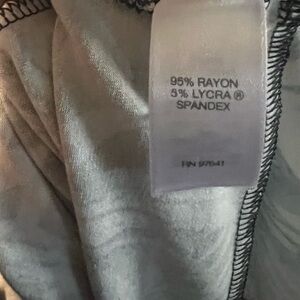 95% RAYON
5% LYCRA ®
SPANDEX
RN 97641